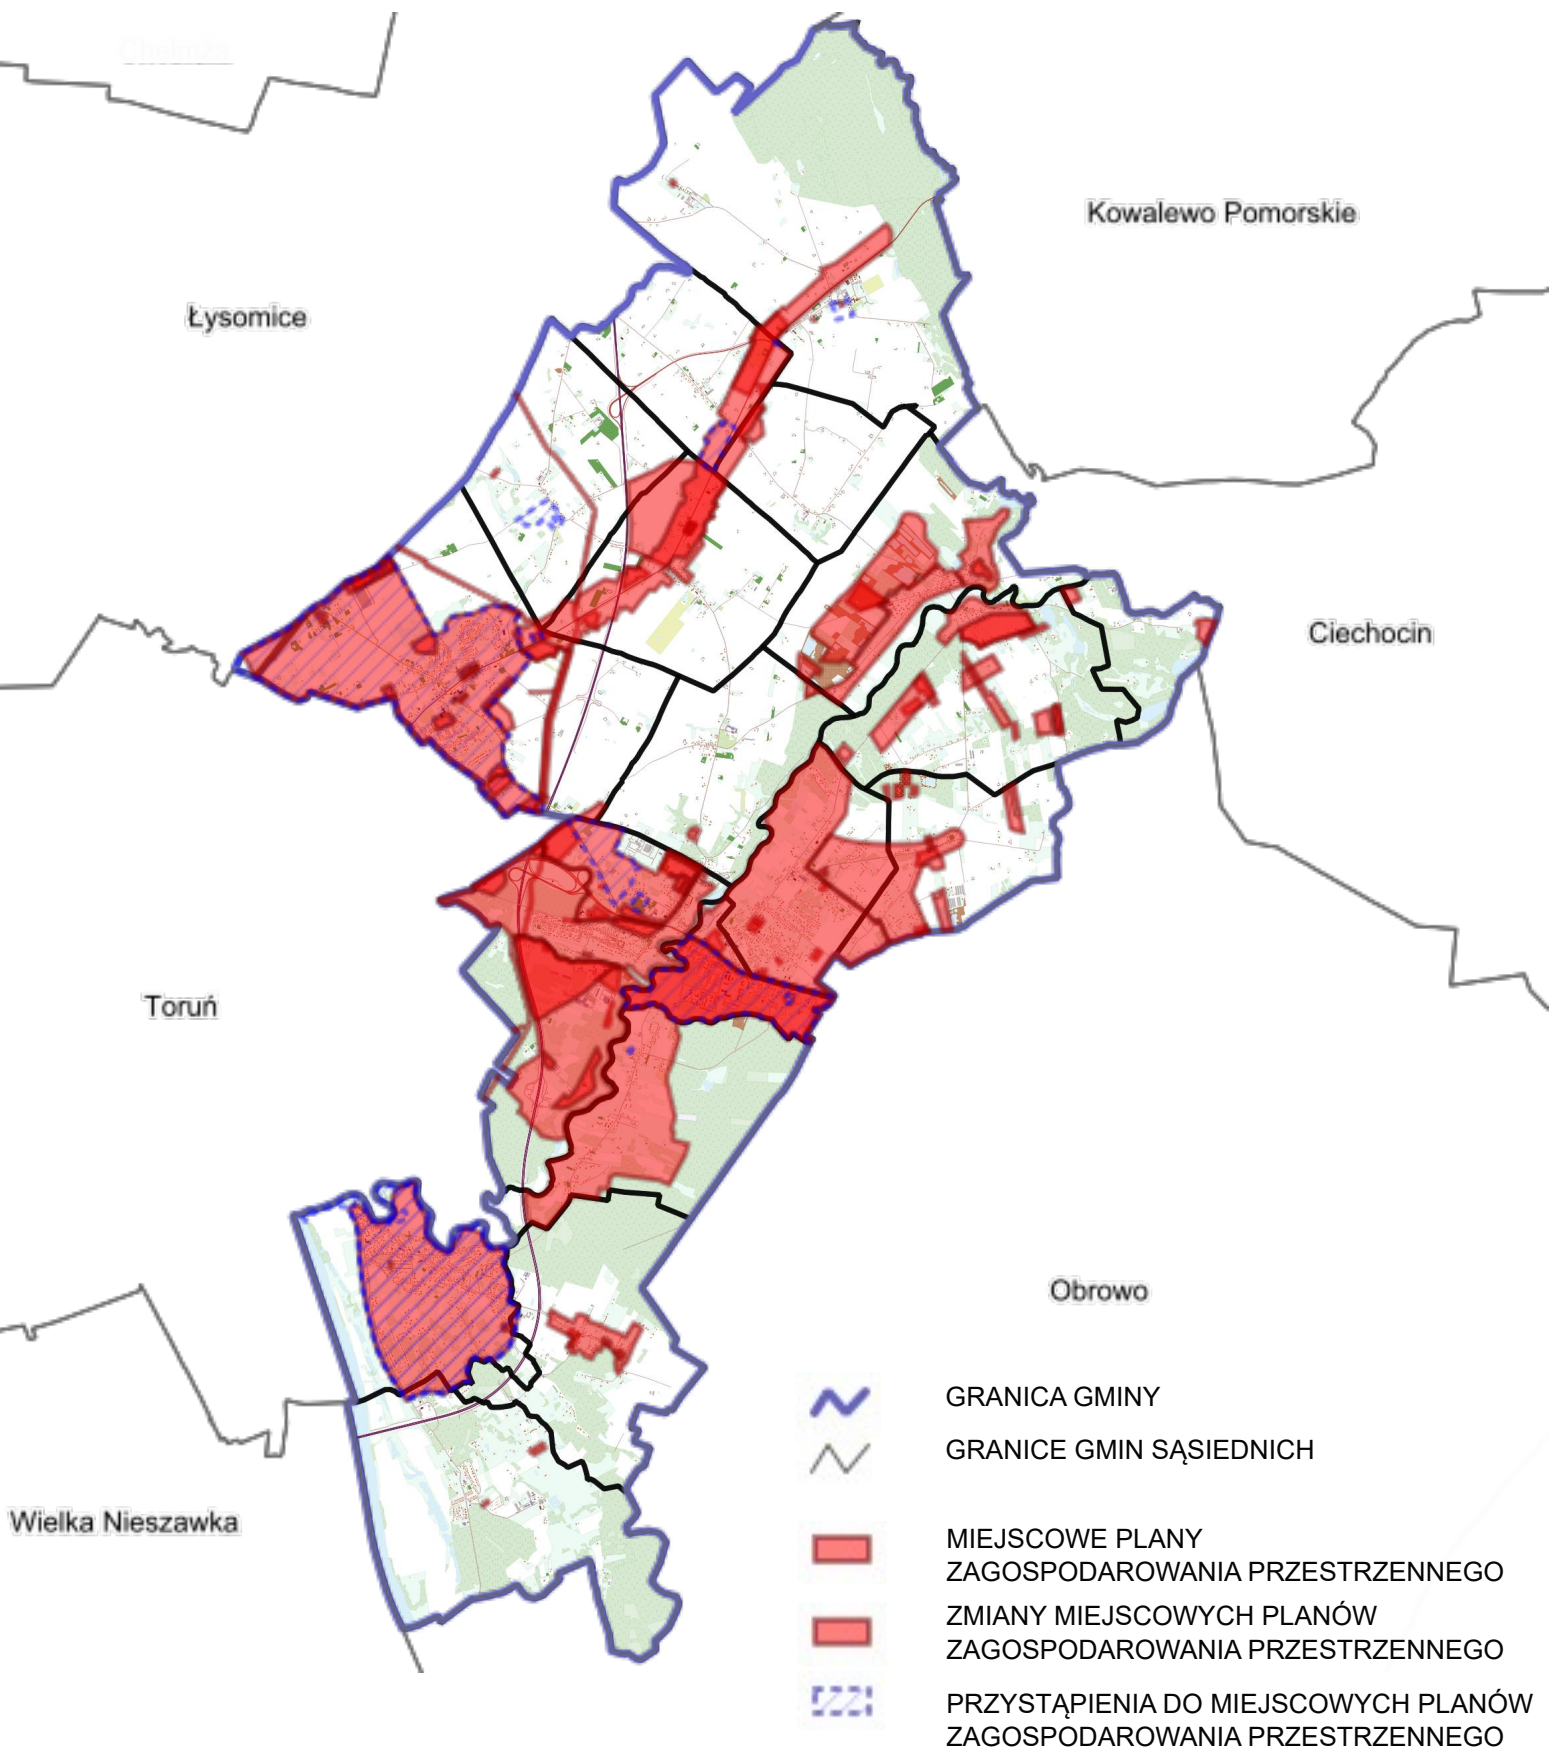 Kowalewo Pomorskie
Łysomice
Ciechocin
Toruń
Obrowo
Wielka Nieszawka
GRANICA GMINY
GRANICE GMIN SĄSIEDNICH
MIEJSCOWE PLANY
ZAGOSPODAROWANIA PRZESTRZENNEGO
ZMIANY MIEJSCOWYCH PLANÓW
ZAGOSPODAROWANIA PRZESTRZENNEGO
PRZYSTĄPIENIA DO MIEJSCOWYCH PLANÓW
ZAGOSPODAROWANIA PRZESTRZENNEGO